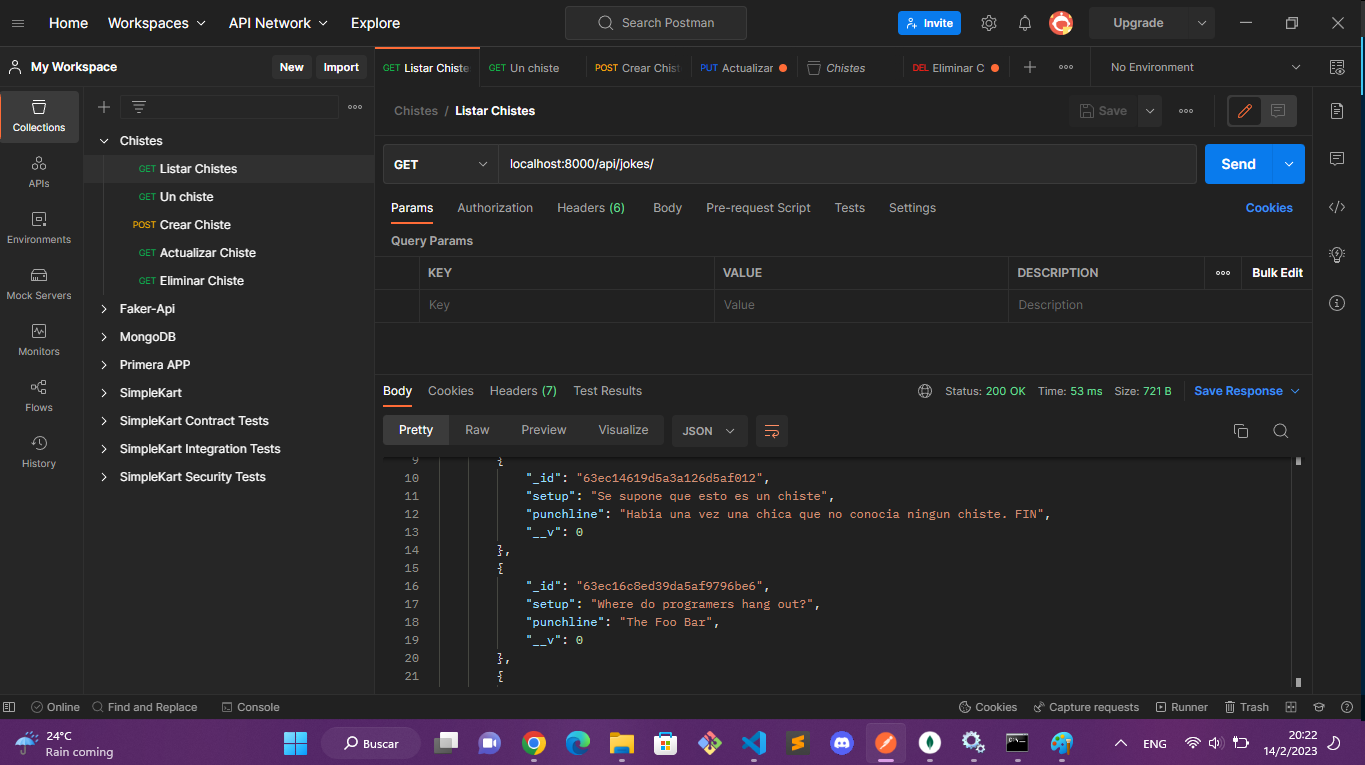 Home Workspaces API Network Explore Search Postman Invite Upgrade
My Workspace New Import GET Listar Chiste GET Un chiste POST Crear Chist PUT Actualizar Chistes DEL Eliminar C No Environment
Collections
APIs
Environments
Mock Servers
Monitors
Flows
History
Chistes
GET Listar Chistes
GET Un chiste
POST Crear Chiste
GET Actualizar Chiste
GET Eliminar Chiste
Faker-Api
MongoDB
Primera APP
SimpleKart
SimpleKart Contract Tests
SimpleKart Integration Tests
SimpleKart Security Tests
Chistes / Listar Chistes Save
GET localhost:8000/api/jokes/ Send
Params Authorization Headers (6) Body Pre-request Script Tests Settings Cookies
Query Params
KEY VALUE DESCRIPTION Bulk Edit
Key Value Description
Body Cookies Headers (7) Test Results Status: 200 OK Time: 53 ms Size: 721 B Save Response
Pretty Raw Preview Visualize JSON
9 {
10 "_id": "63ec14619d5a3a126d5af012",
11 "setup": "Se supone que esto es un chiste",
12 "punchline": "Habia una vez una chica que no conocia ningun chiste. FIN",
13 "__v": 0
14 },
15 {
16 "_id": "63ec16c8ed39da5af9796be6",
17 "setup": "Where do programers hang out?",
18 "punchline": "The Foo Bar",
19 "__v": 0
20 },
21 {
Online Find and Replace Console Cookies Capture requests Runner Trash
24°C
Rain coming
Buscar
ENG
20:22
14/2/2023